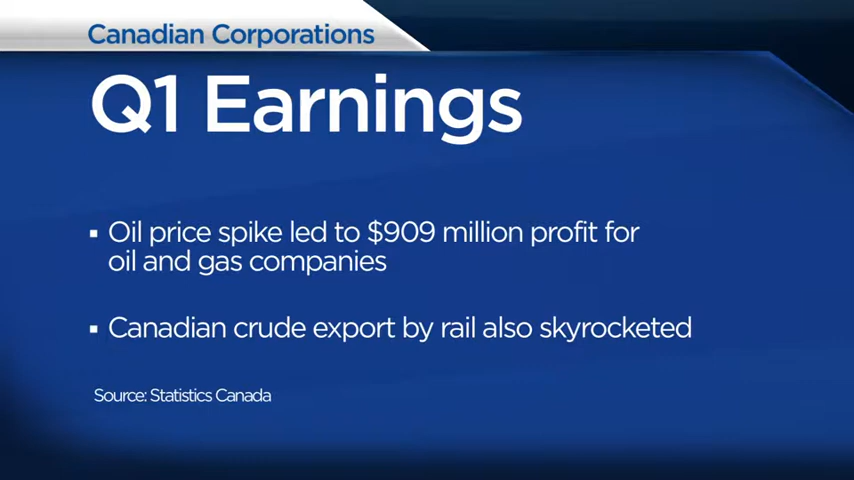 Canadian Corporations
Q1 Earnings
▪ Oil price spike led to $909 million profit for
oil and gas companies
▪ Canadian crude export by rail also skyrocketed
Source: Statistics Canada